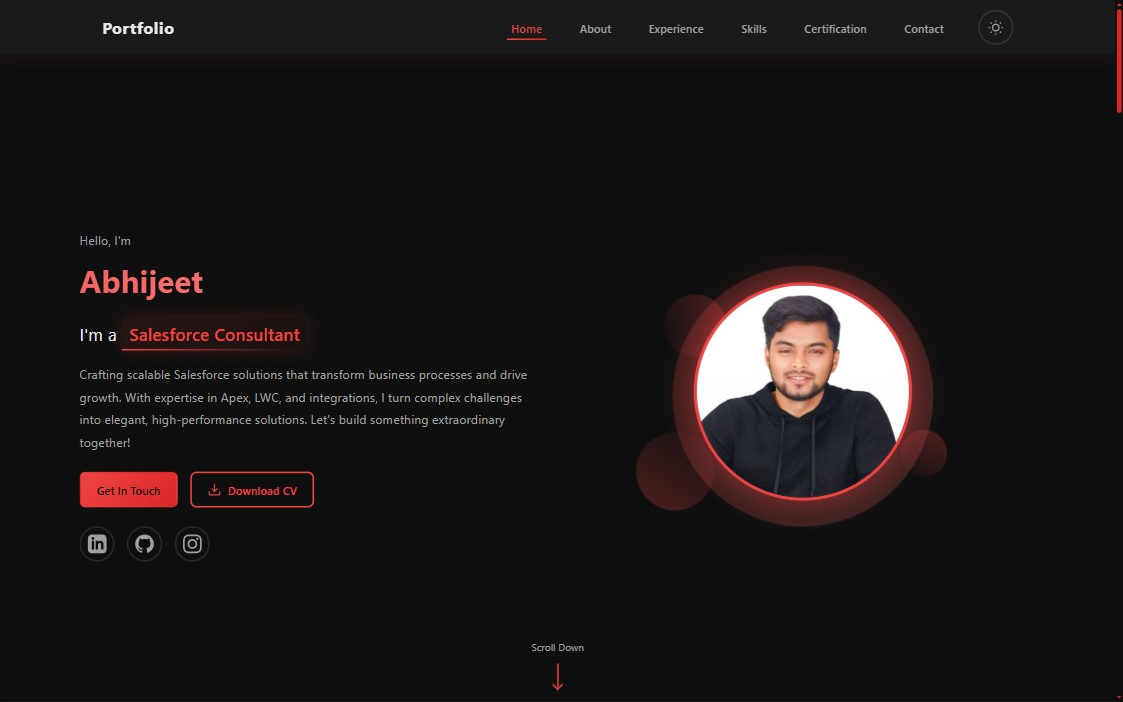 Portfolio
Home About Experience Skills Certification Contact
Hello, I'm
Abhijeet
I'm a Salesforce Consultant
Crafting scalable Salesforce solutions that transform business processes and drive
growth. With expertise in Apex, LWC, and integrations, I turn complex challenges
into elegant, high-performance solutions. Let's build something extraordinary
together!
Get In Touch
Download CV
in
Scroll Down